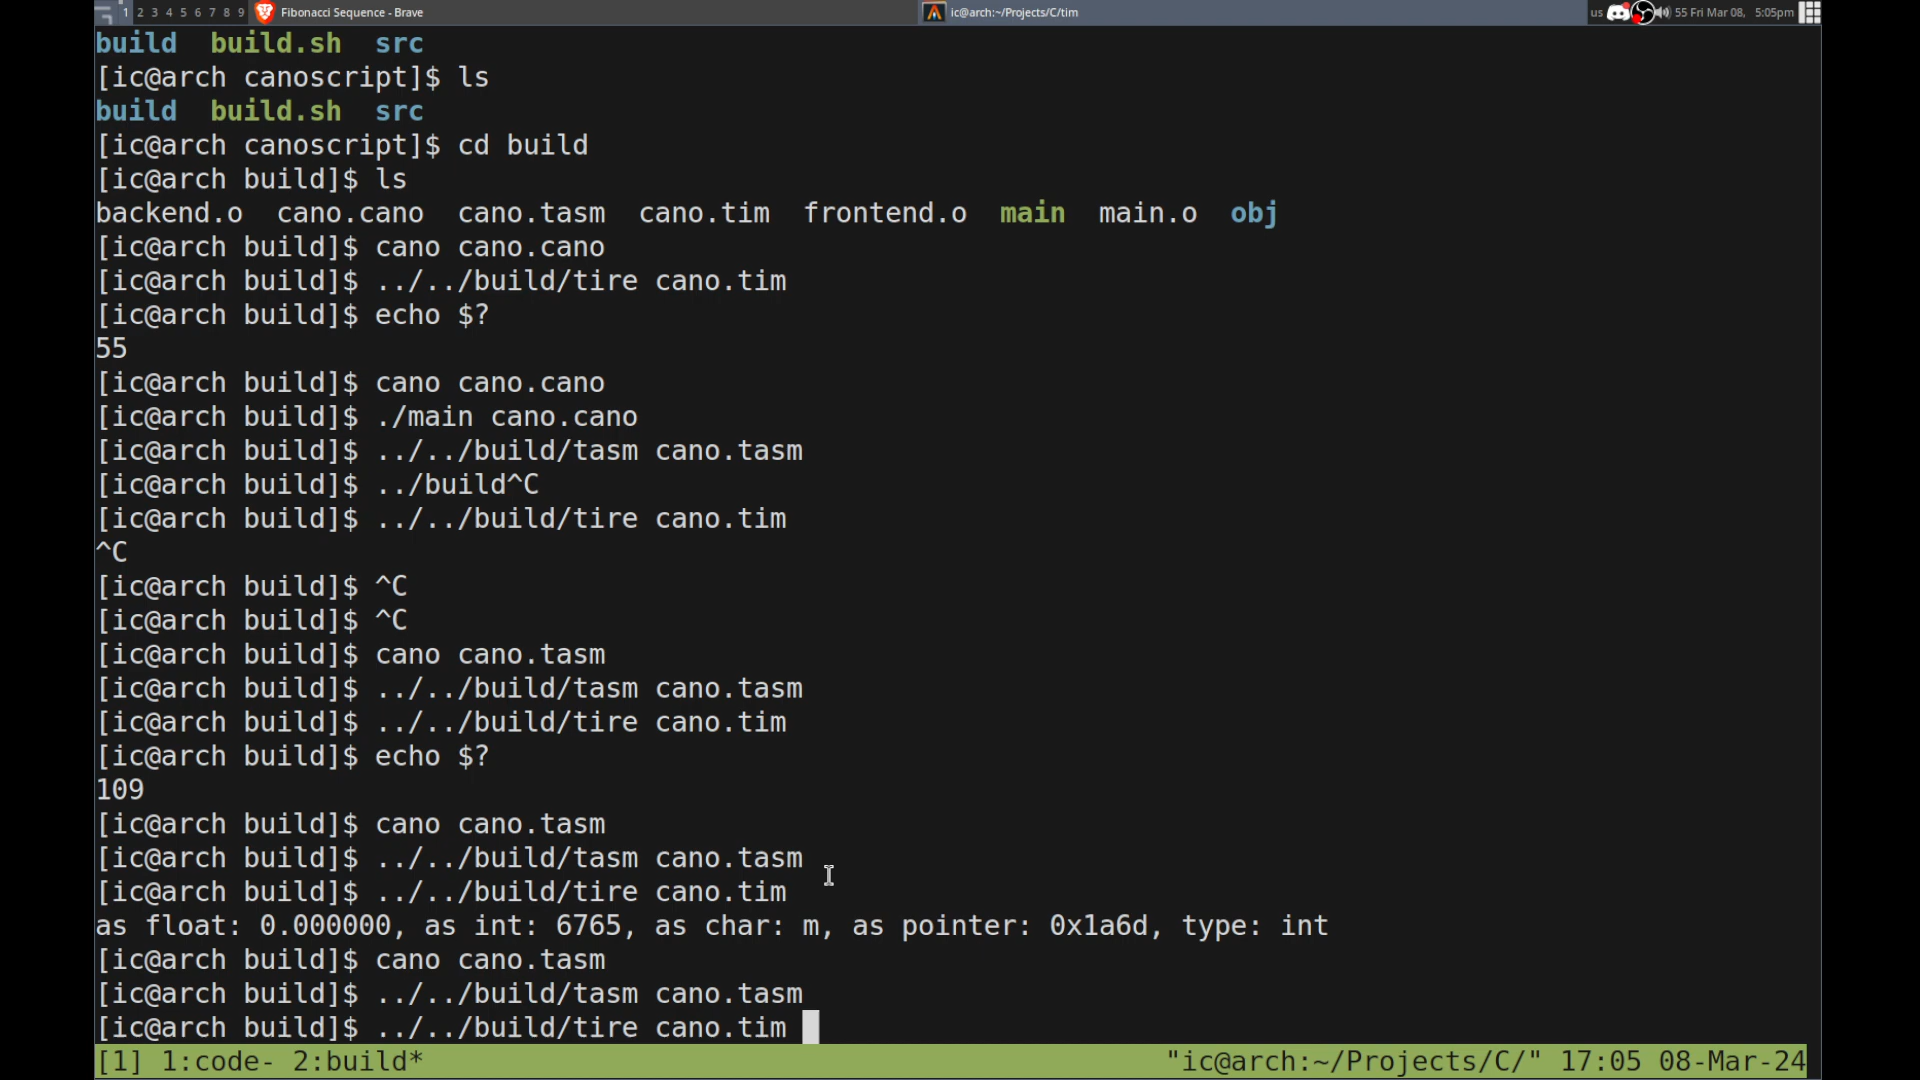 1 2 3 4 5 6 7 8 9 Fibonacci Sequence - Brave ic@arch:~/Projects/C/tim us 55 Fri Mar 08, 5:05pm
build build.sh src
[ic@arch canoscript]$ ls
build build.sh src
[ic@arch canoscript]$ cd build
[ic@arch build]$ ls
backend.o cano.cano cano.tasm cano.tim frontend.o main main.o obj
[ic@arch build]$ cano cano.cano
[ic@arch build]$ ../../build/tire cano.tim
[ic@arch build]$ echo $?
55
[ic@arch build]$ cano cano.cano
[ic@arch build]$ ./main cano.cano
[ic@arch build]$ ../../build/tasm cano.tasm
[ic@arch build]$ ../build^C
[ic@arch build]$ ../../build/tire cano.tim
^C
[ic@arch build]$ ^C
[ic@arch build]$ ^C
[ic@arch build]$ cano cano.tasm
[ic@arch build]$ ../../build/tasm cano.tasm
[ic@arch build]$ ../../build/tire cano.tim
[ic@arch build]$ echo $?
109
[ic@arch build]$ cano cano.tasm
[ic@arch build]$ ../../build/tasm cano.tasm
[ic@arch build]$ ../../build/tire cano.tim
as float: 0.000000, as int: 6765, as char: m, as pointer: 0x1a6d, type: int
[ic@arch build]$ cano cano.tasm
[ic@arch build]$ ../../build/tasm cano.tasm
[ic@arch build]$ ../../build/tire cano.tim
[1] 1:code- 2:build* "ic@arch:~/Projects/C/" 17:05 08-Mar-24